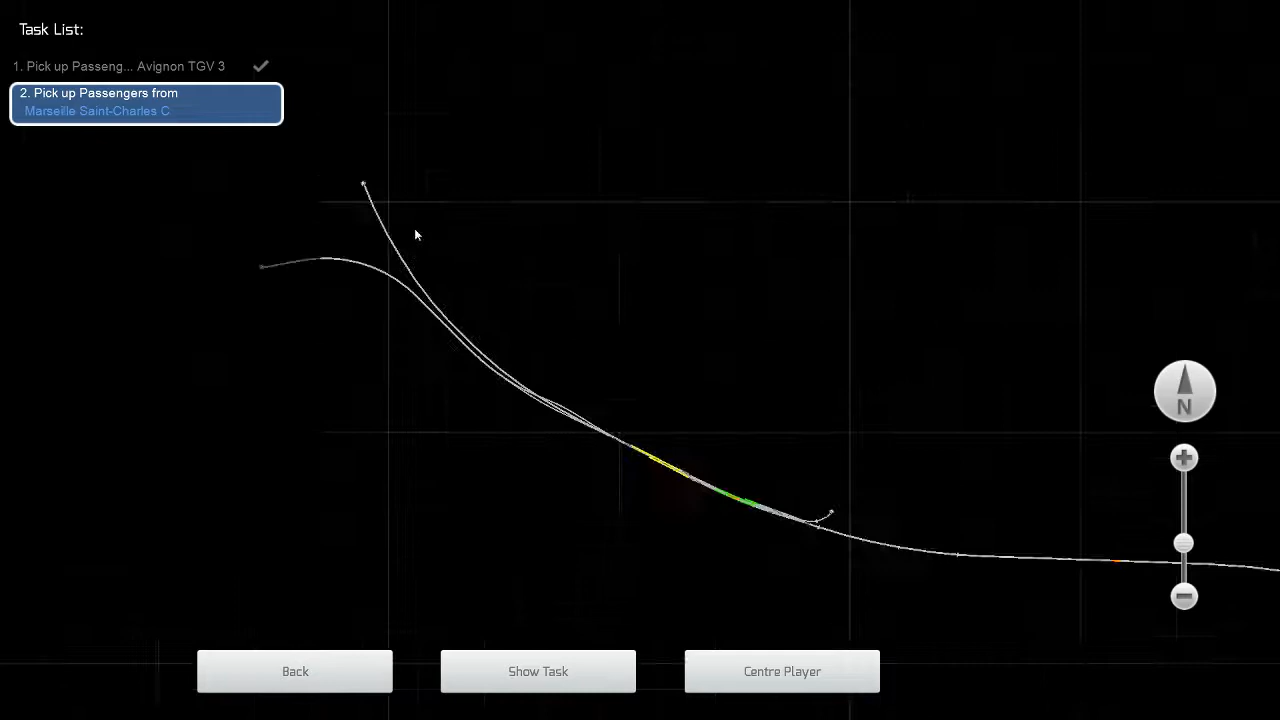 Task List:
1. Pick up Passeng... Avignon TGV 3
2. Pick up Passengers from
Marseille Saint-Charles C
N
Back
Show Task
Centre Player